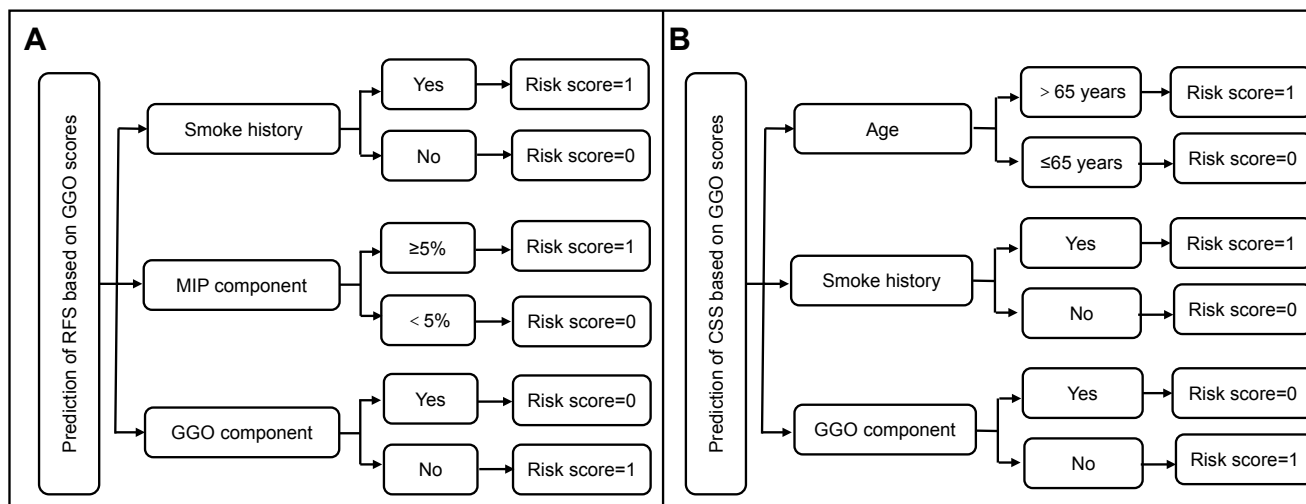 A
Prediction of RFS based on GGO scores
Smoke history
Yes
Risk score=1
No
Risk score=0
MIP component
≥5%
Risk score=1
< 5%
Risk score=0
GGO component
Yes
Risk score=0
No
Risk score=1
B
Prediction of CSS based on GGO scores
Age
> 65 years
Risk score=1
≤65 years
Risk score=0
Smoke history
Yes
Risk score=1
No
Risk score=0
GGO component
Yes
Risk score=0
No
Risk score=1